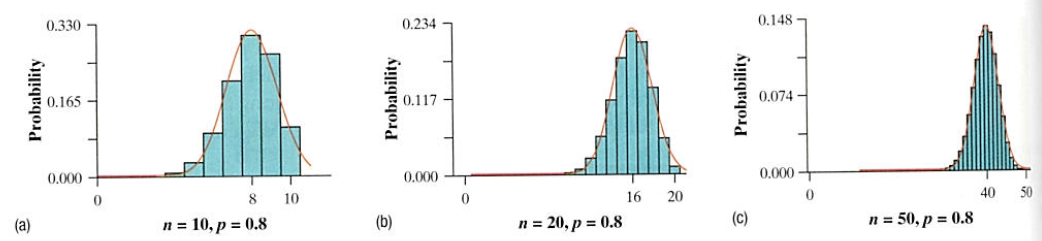 0.330
0.165
0.000
Probability
0
8
10
(a)
n = 10, p = 0.8
0.234
0.117
0.000
Probability
0
16
20
(b)
n = 20, p = 0.8
0.148
0.074
0.000
Probability
0
40
50
(c)
n = 50, p = 0.8